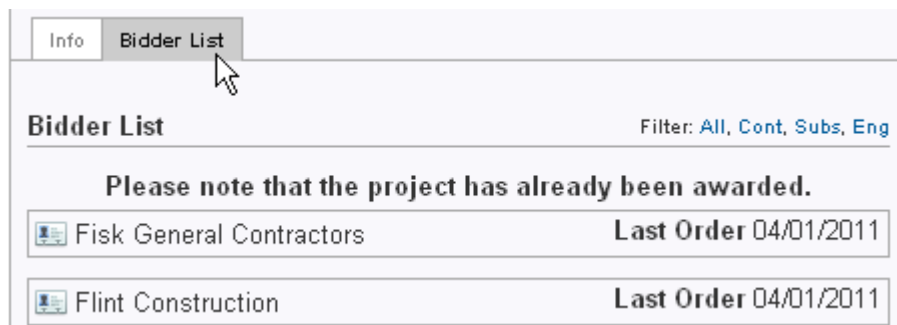 Info Bidder List
Bidder List Filter: All, Cont, Subs, Eng
Please note that the project has already been awarded.
Fisk General Contractors Last Order 04/01/2011
Flint Construction Last Order 04/01/2011